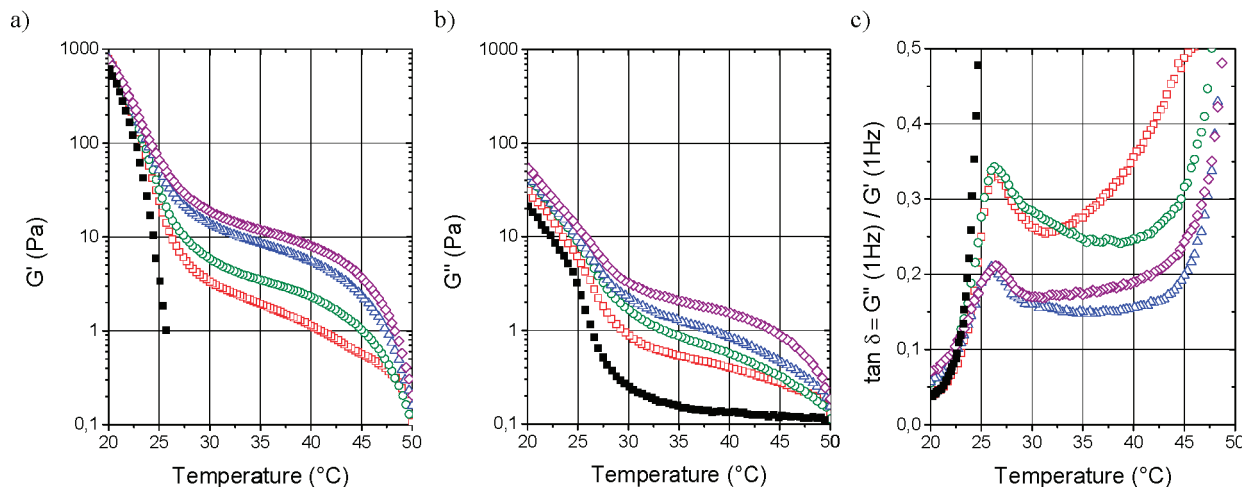 a)
b)
c)
1000
100
10
1
0,1
G' (Pa)
20 25 30 35 40 45 50
Temperature (°C)
1000
100
10
1
0,1
G'' (Pa)
20 25 30 35 40 45 50
Temperature (°C)
0,5
0,4
0,3
0,2
0,1
0,0
tan δ = G'' (1Hz) / G' (1Hz)
20 25 30 35 40 45 50
Temperature (°C)